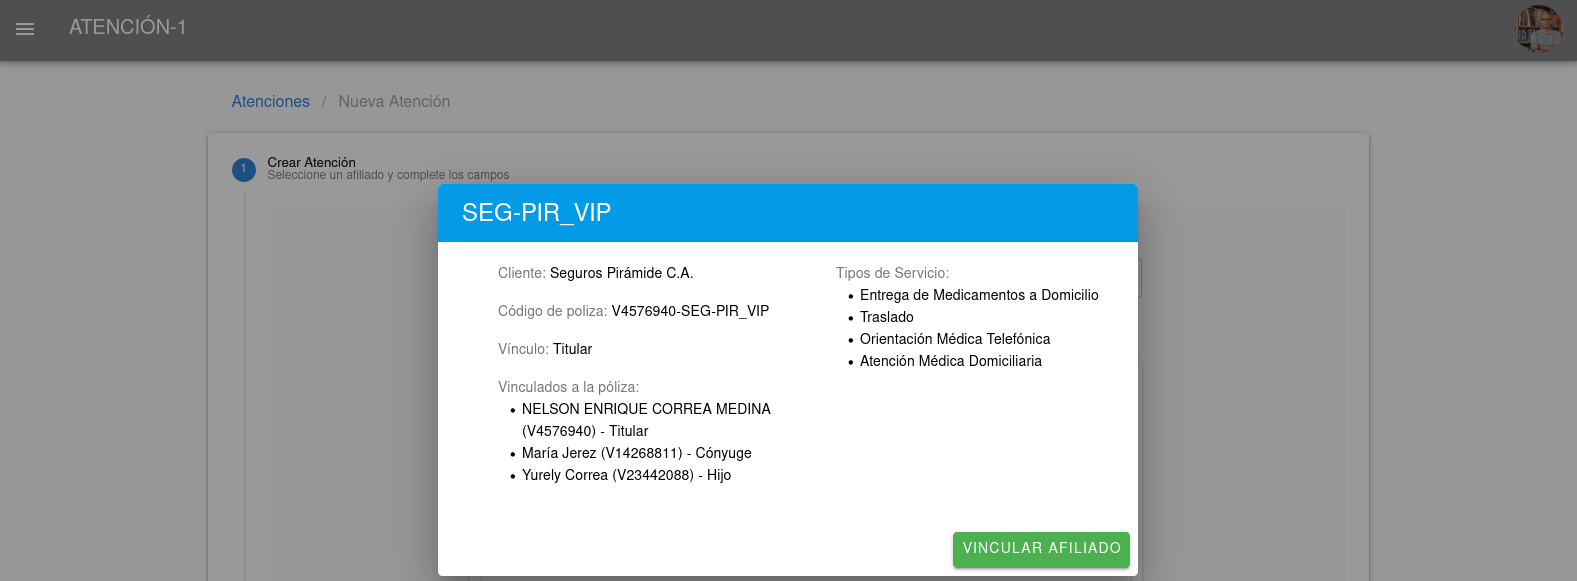 ATENCIÓN-1
Atenciones / Nueva Atención
1
Crear Atención
Seleccione un afiliado y complete los campos
SEG-PIR_VIP
Cliente: Seguros Pirámide C.A.
Código de poliza: V4576940-SEG-PIR_VIP
Vínculo: Titular
Vinculados a la póliza:
• NELSON ENRIQUE CORREA MEDINA
(V4576940) - Titular
• María Jerez (V14268811) - Cónyuge
• Yurely Correa (V23442088) - Hijo
Tipos de Servicio:
• Entrega de Medicamentos a Domicilio
• Traslado
• Orientación Médica Telefónica
• Atención Médica Domiciliaria
VINCULAR AFILIADO